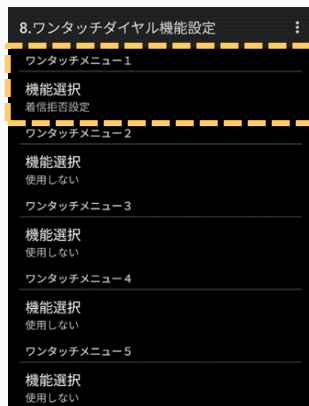 8.ワンタッチダイヤル機能設定
ワンタッチメニュー1
機能選択
着信拒否設定
ワンタッチメニュー2
機能選択
使用しない
ワンタッチメニュー3
機能選択
使用しない
ワンタッチメニュー4
機能選択
使用しない
ワンタッチメニュー5
機能選択
使用しない